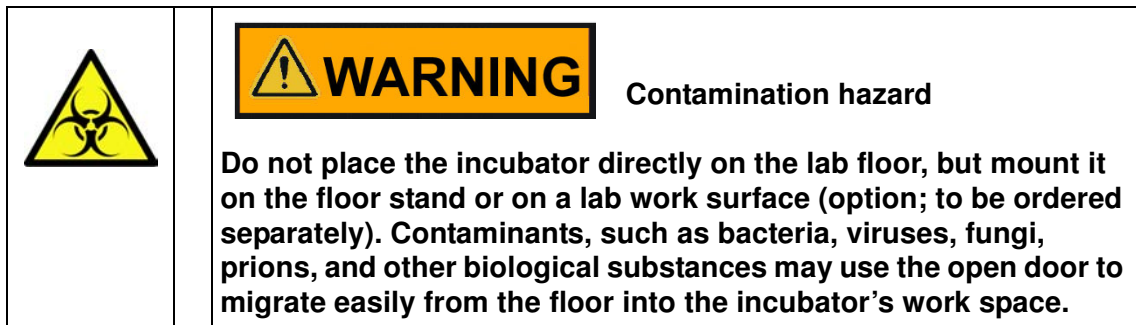 WARNING Contamination hazard
Do not place the incubator directly on the lab floor, but mount it
on the floor stand or on a lab work surface (option; to be ordered
separately). Contaminants, such as bacteria, viruses, fungi,
prions, and other biological substances may use the open door to
migrate easily from the floor into the incubator’s work space.